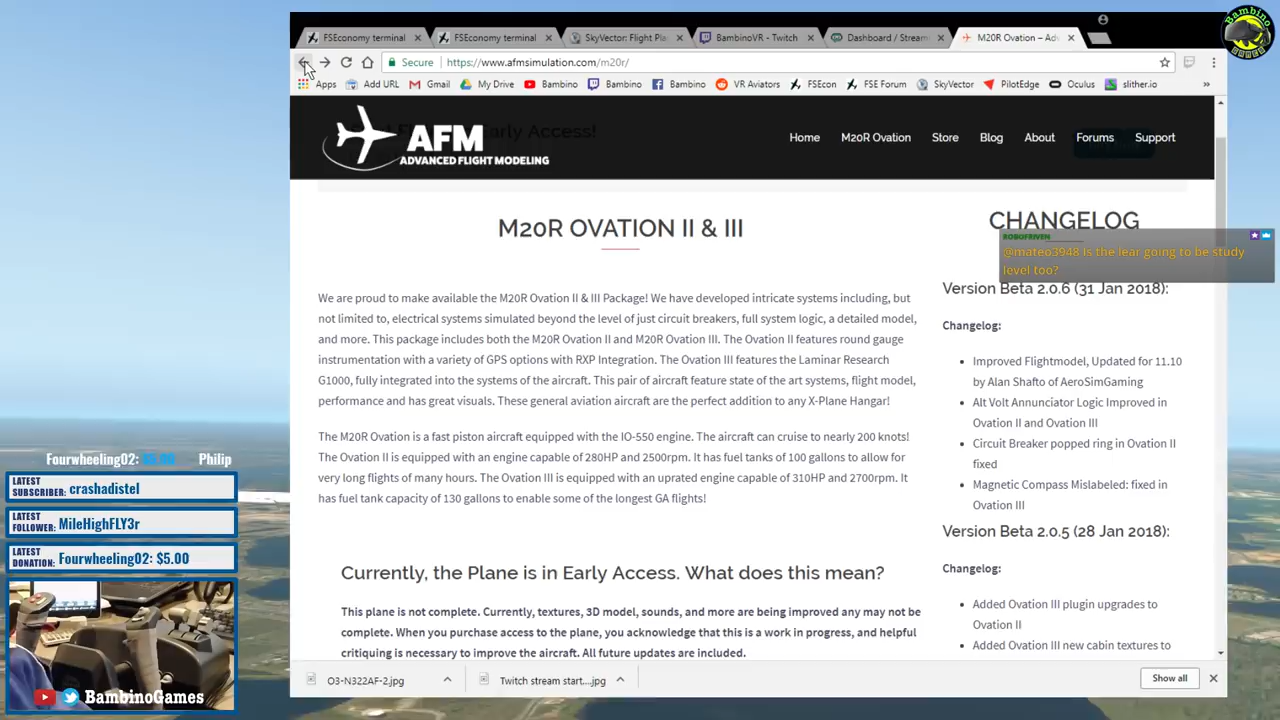 Bambino
GAMES
FSEconomy terminal
FSEconomy terminal
SkyVector: Flight Pla
BambinoVR - Twitch
Dashboard / Stream
M20R Ovation – Adv
Secure
https://www.afmsimulation.com/m20r/
Apps
Add URL
Gmail
My Drive
Bambino
Bambino
Bambino
VR Aviators
FSEcon
FSE Forum
SkyVector
PilotEdge
Oculus
slither.io
»
Early Access!
AFM
ADVANCED FLIGHT MODELING
Home
M20R Ovation
Store
Blog
About
Forums
Support
M20R OVATION II & III
We are proud to make available the M20R Ovation II & III Package! We have developed intricate systems including, but
not limited to, electrical systems simulated beyond the level of just circuit breakers, full system logic, a detailed model,
and more. This package includes both the M20R Ovation II and M20R Ovation III. The Ovation II features round gauge
instrumentation with a variety of GPS options with RXP Integration. The Ovation III features the Laminar Research
G1000, fully integrated into the systems of the aircraft. This pair of aircraft feature state of the art systems, flight model,
performance and has great visuals. These general aviation aircraft are the perfect addition to any X-Plane Hangar!
The M20R Ovation is a fast piston aircraft equipped with the IO-550 engine. The aircraft can cruise to nearly 200 knots!
The Ovation II is equipped with an engine capable of 280HP and 2500rpm. It has fuel tanks of 100 gallons to allow for
very long flights of many hours. The Ovation III is equipped with an uprated engine capable of 310HP and 2700rpm. It
has fuel tank capacity of 130 gallons to enable some of the longest GA flights!
Currently, the Plane is in Early Access. What does this mean?
This plane is not complete. Currently, textures, 3D model, sounds, and more are being improved any may not be
complete. When you purchase access to the plane, you acknowledge that this is a work in progress, and helpful
critiquing is necessary to improve the aircraft. All future updates are included.
CHANGELOG
ROBOFRIVEN
@mateo3948 Is the lear going to be study
level too?
Version Beta 2.0.6 (31 Jan 2018):
Changelog:
Improved Flightmodel, Updated for 11.10
by Alan Shafto of AeroSimGaming
Alt Volt Annunciator Logic Improved in
Ovation II and Ovation III
Circuit Breaker popped ring in Ovation II
fixed
Magnetic Compass Mislabeled: fixed in
Ovation III
Version Beta 2.0.5 (28 Jan 2018):
Changelog:
Added Ovation III plugin upgrades to
Ovation II
Added Ovation III new cabin textures to
Fourwheeling02: $5.00 Philip
LATEST
SUBSCRIBER: crashadistel
LATEST
FOLLOWER: MileHighFLY3r
LATEST
DONATION: Fourwheeling02: $5.00
BambinoGames
O3-N322AF-2.jpg
Twitch stream start....jpg
Show all